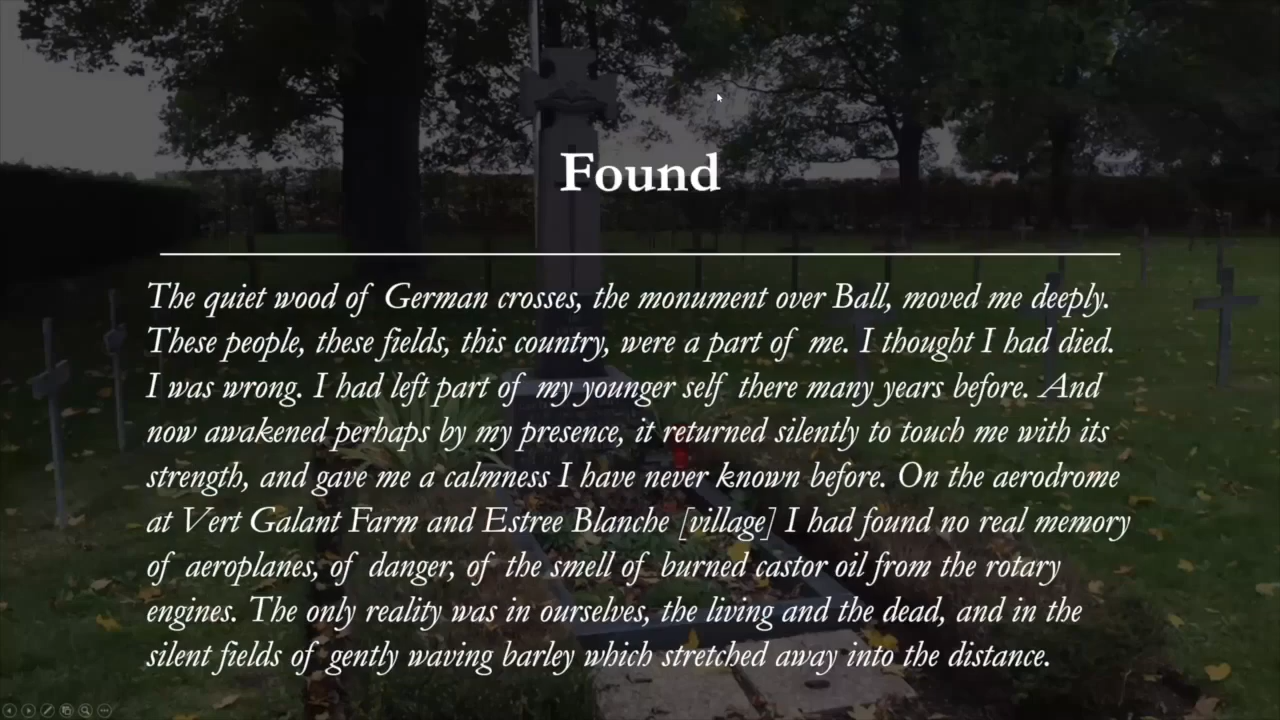 Found
The quiet wood of German crosses, the monument over Ball, moved me deeply.
These people, these fields, this country, were a part of me. I thought I had died.
I was wrong. I had left part of my younger self there many years before. And
now awakened perhaps by my presence, it returned silently to touch me with its
strength, and gave me a calmness I have never known before. On the aerodrome
at Vert Galant Farm and Estree Blanche [village] I had found no real memory
of aeroplanes, of danger, of the smell of burned castor oil from the rotary
engines. The only reality was in ourselves, the living and the dead, and in the
silent fields of gently waving barley which stretched away into the distance.